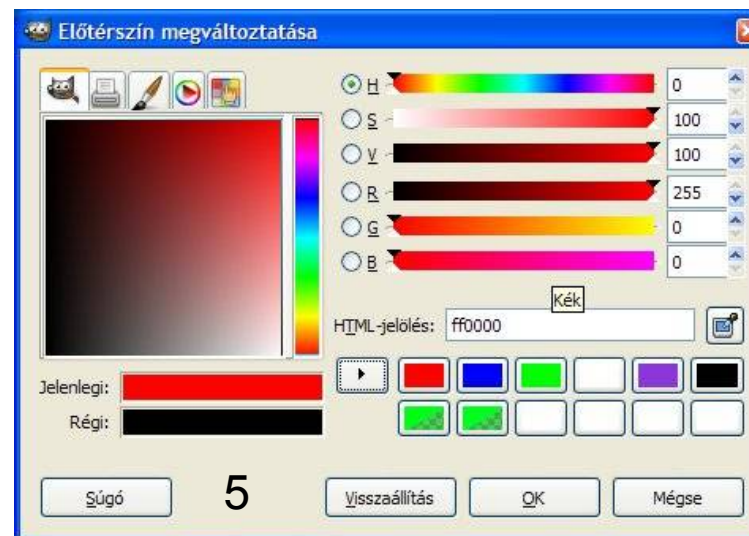 Előtérszín megváltoztatása
H 0
S 100
V 100
R 255
G 0
B 0
Kék
HTML-jelölés: ff0000
Jelenlegi:
Régi:
Súgó 5 Visszaállítás OK Mégse